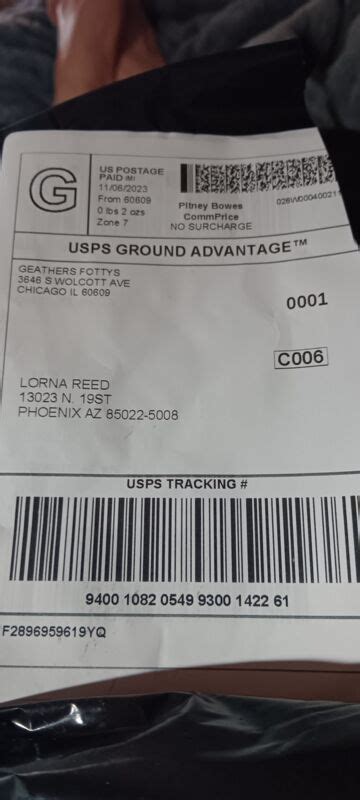 G
US POSTAGE
PAID IMI
11/06/2023
From 60609
0 lbs 2 ozs
Zone 7
Pitney Bowes
CommPrice
NO SURCHARGE
USPS GROUND ADVANTAGE™
GEATHERS FOTTYS
3646 S WOLCOTT AVE
CHICAGO IL 60609
0001
C006
LORNA REED
13023 N. 19ST
PHOENIX AZ 85022-5008
USPS TRACKING #
9400 1082 0549 9300 1422 61
F2896959619YQ